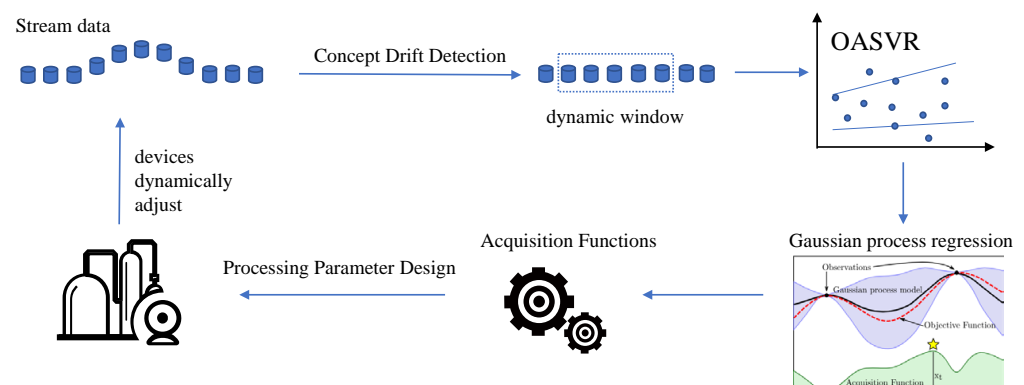 Stream data
Concept Drift Detection
dynamic window
OASVR
devices
dynamically
adjust
Processing Parameter Design
Acquisition Functions
Gaussian process regression
Observations
Gaussian process model
Objective Function
x_t
Acquisition Function